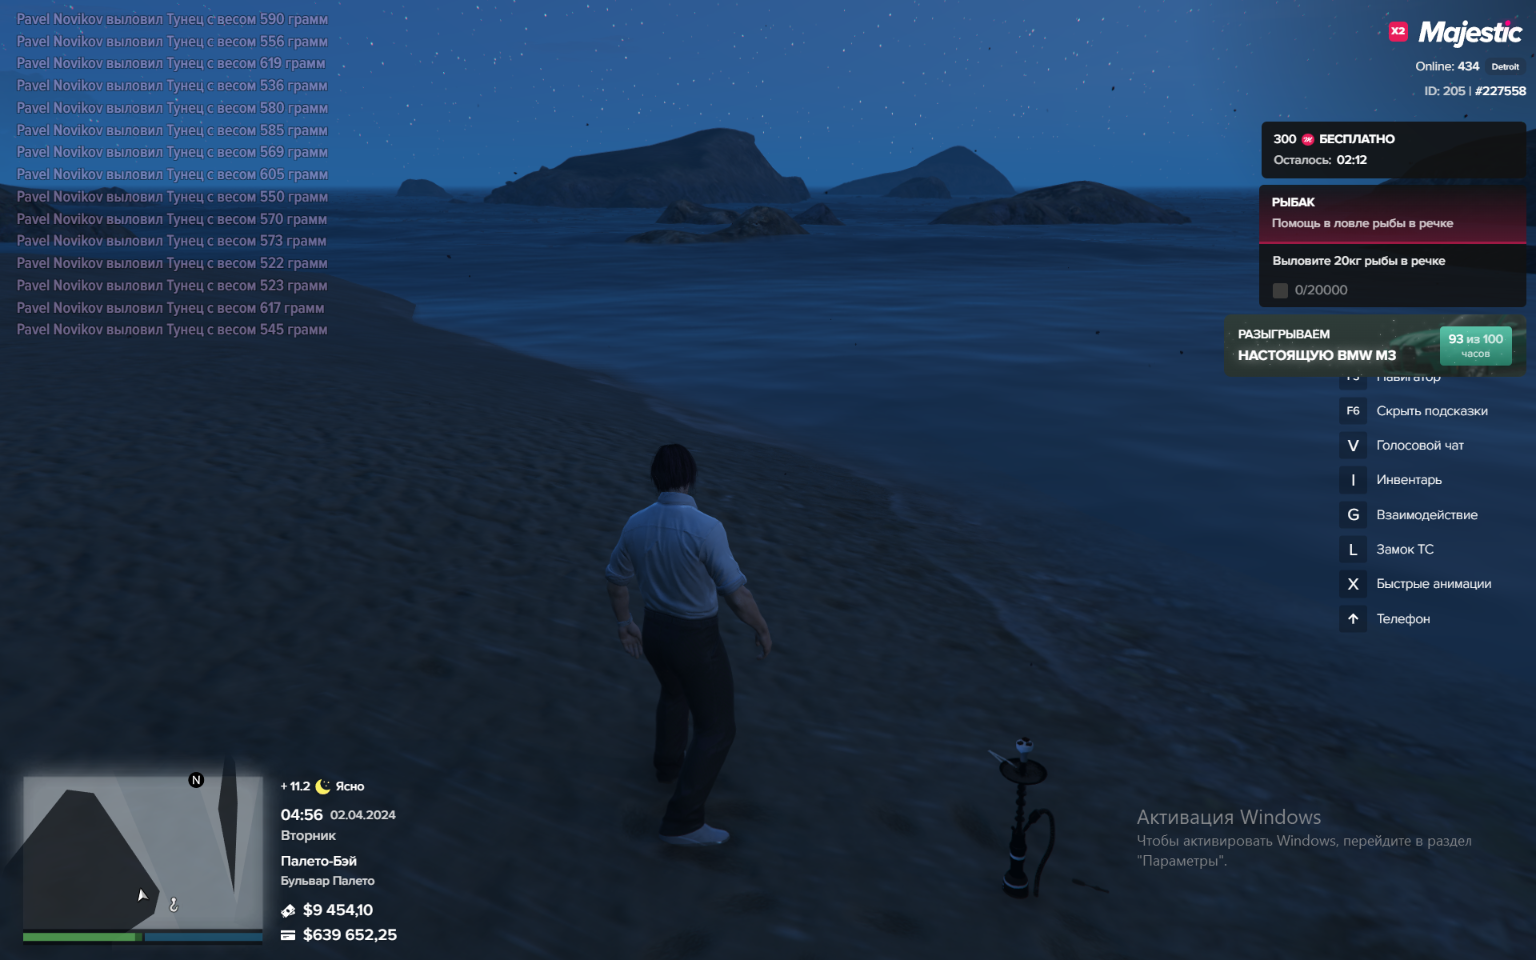 Pavel Novikov выловил Тунец с весом 590 грамм
Pavel Novikov выловил Тунец с весом 556 грамм
Pavel Novikov выловил Тунец с весом 619 грамм
Pavel Novikov выловил Тунец с весом 536 грамм
Pavel Novikov выловил Тунец с весом 580 грамм
Pavel Novikov выловил Тунец с весом 585 грамм
Pavel Novikov выловил Тунец с весом 569 грамм
Pavel Novikov выловил Тунец с весом 605 грамм
Pavel Novikov выловил Тунец с весом 550 грамм
Pavel Novikov выловил Тунец с весом 570 грамм
Pavel Novikov выловил Тунец с весом 573 грамм
Pavel Novikov выловил Тунец с весом 522 грамм
Pavel Novikov выловил Тунец с весом 523 грамм
Pavel Novikov выловил Тунец с весом 617 грамм
Pavel Novikov выловил Тунец с весом 545 грамм
X2 Majestic
Online: 434 Detroit
ID: 205 | #227558
300 БЕСПЛАТНО
Осталось: 02:12
РЫБАК
Помощь в ловле рыбы в речке
Выловите 20кг рыбы в речке
0/20000
РАЗЫГРЫВАЕМ
НАСТОЯЩУЮ BMW M3
93 из 100
часов
Навигатор
F6 Скрыть подсказки
V Голосовой чат
I Инвентарь
G Взаимодействие
L Замок ТС
X Быстрые анимации
Телефон
N
+ 11.2 Ясно
04:56 02.04.2024
Вторник
Палето-Бэй
Бульвар Палето
$9 454,10
$639 652,25
Активация Windows
Чтобы активировать Windows, перейдите в раздел
"Параметры".